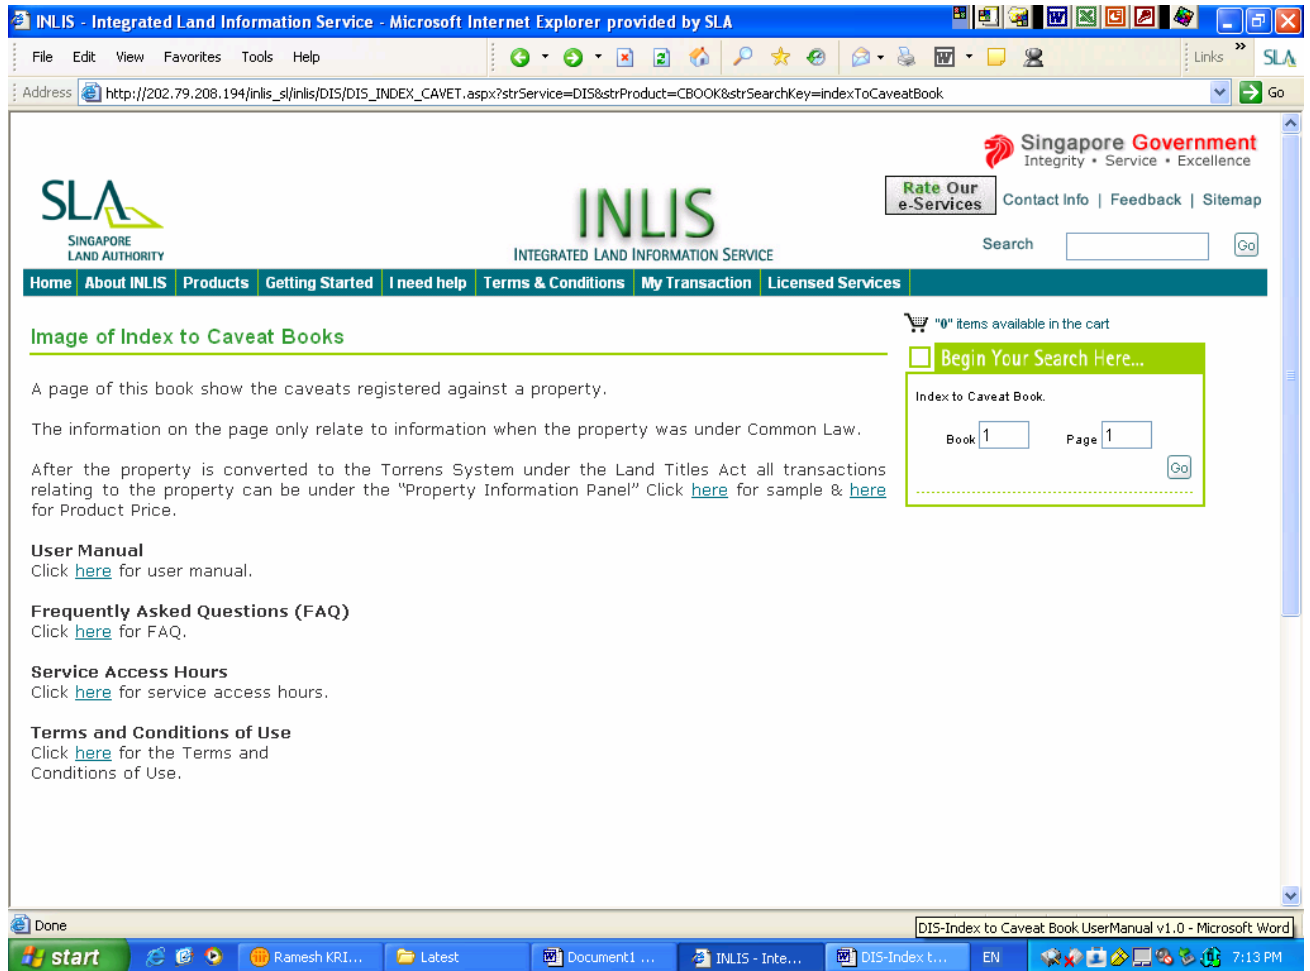 INLIS - Integrated Land Information Service - Microsoft Internet Explorer provided by SLA
File Edit View Favorites Tools Help
Links » SLA
Address http://202.79.208.194/inlis_sl/inlis/DIS/DIS_INDEX_CAVET.aspx?strService=DIS&strProduct=CBOOK&strSearchKey=indexToCaveatBook Go
Singapore Government
Integrity • Service • Excellence
SLA
SINGAPORE
LAND AUTHORITY
INLIS
INTEGRATED LAND INFORMATION SERVICE
Rate Our
e-Services
Contact Info | Feedback | Sitemap
Search Go
Home About INLIS Products Getting Started I need help Terms & Conditions My Transaction Licensed Services
Image of Index to Caveat Books
A page of this book show the caveats registered against a property.
The information on the page only relate to information when the property was under Common Law.
After the property is converted to the Torrens System under the Land Titles Act all transactions
relating to the property can be under the "Property Information Panel" Click here for sample & here
for Product Price.
User Manual
Click here for user manual.
Frequently Asked Questions (FAQ)
Click here for FAQ.
Service Access Hours
Click here for service access hours.
Terms and Conditions of Use
Click here for the Terms and
Conditions of Use.
"0" items available in the cart
Begin Your Search Here...
Index to Caveat Book.
Book 1 Page 1
Go
Done
DIS-Index to Caveat Book UserManual v1.0 - Microsoft Word
start Ramesh KRI... Latest Document1 ... INLIS - Inte... DIS-Index t... EN 7:13 PM